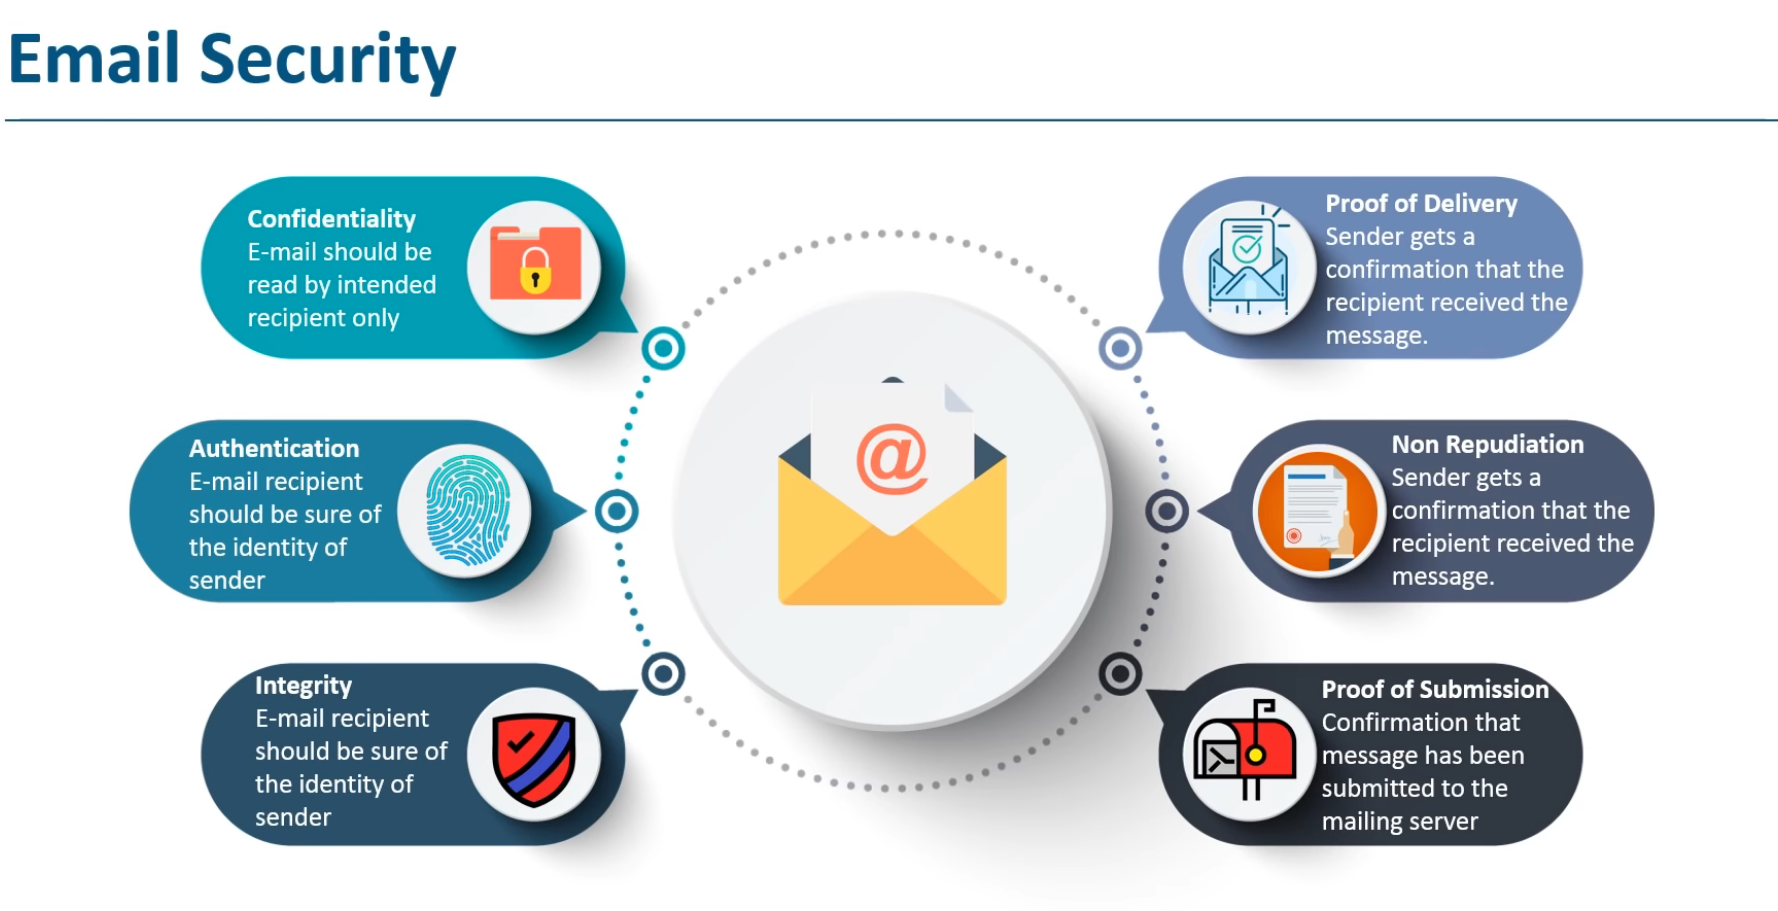 Email Security
Confidentiality
E-mail should be
read by intended
recipient only
Authentication
E-mail recipient
should be sure of
the identity of
sender
Integrity
E-mail recipient
should be sure of
the identity of
sender
@
Proof of Delivery
Sender gets a
confirmation that the
recipient received the
message.
Non Repudiation
Sender gets a
confirmation that the
recipient received the
message.
Proof of Submission
Confirmation that
message has been
submitted to the
mailing server